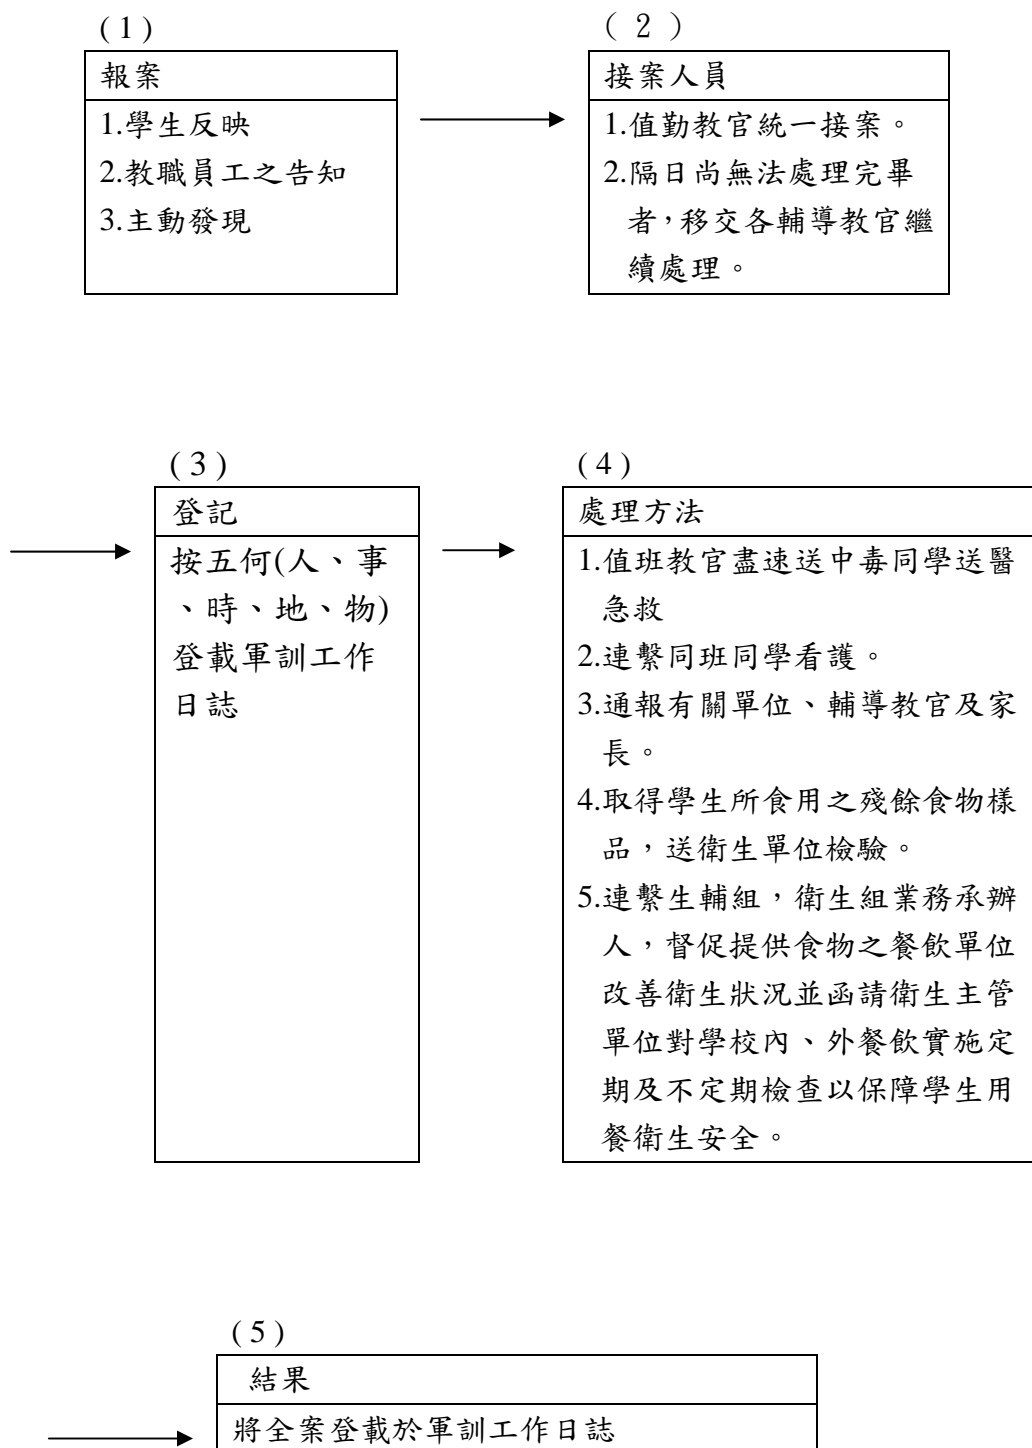 (1)
(2)
報案
接案人員
1.學生反映
2.教職員工之告知
3.主動發現
1.值勤教官統一接案。
2.隔日尚無法處理完畢
者,移交各輔導教官繼
續處理。
(3)
登記
按五何(人、事
、時、地、物)
登載軍訓工作
日誌
(4)
處理方法
1.值班教官盡速送中毒同學送醫
急救
2.連繫同班同學看護。
3.通報有關單位、輔導教官及家
長。
4.取得學生所食用之殘餘食物樣
品,送衛生單位檢驗。
5.連繫生輔組,衛生組業務承辦
人,督促提供食物之餐飲單位
改善衛生狀況並函請衛生主管
單位對學校內、外餐飲實施定
期及不定期檢查以保障學生用
餐衛生安全。
(5)
結果
將全案登載於軍訓工作日誌